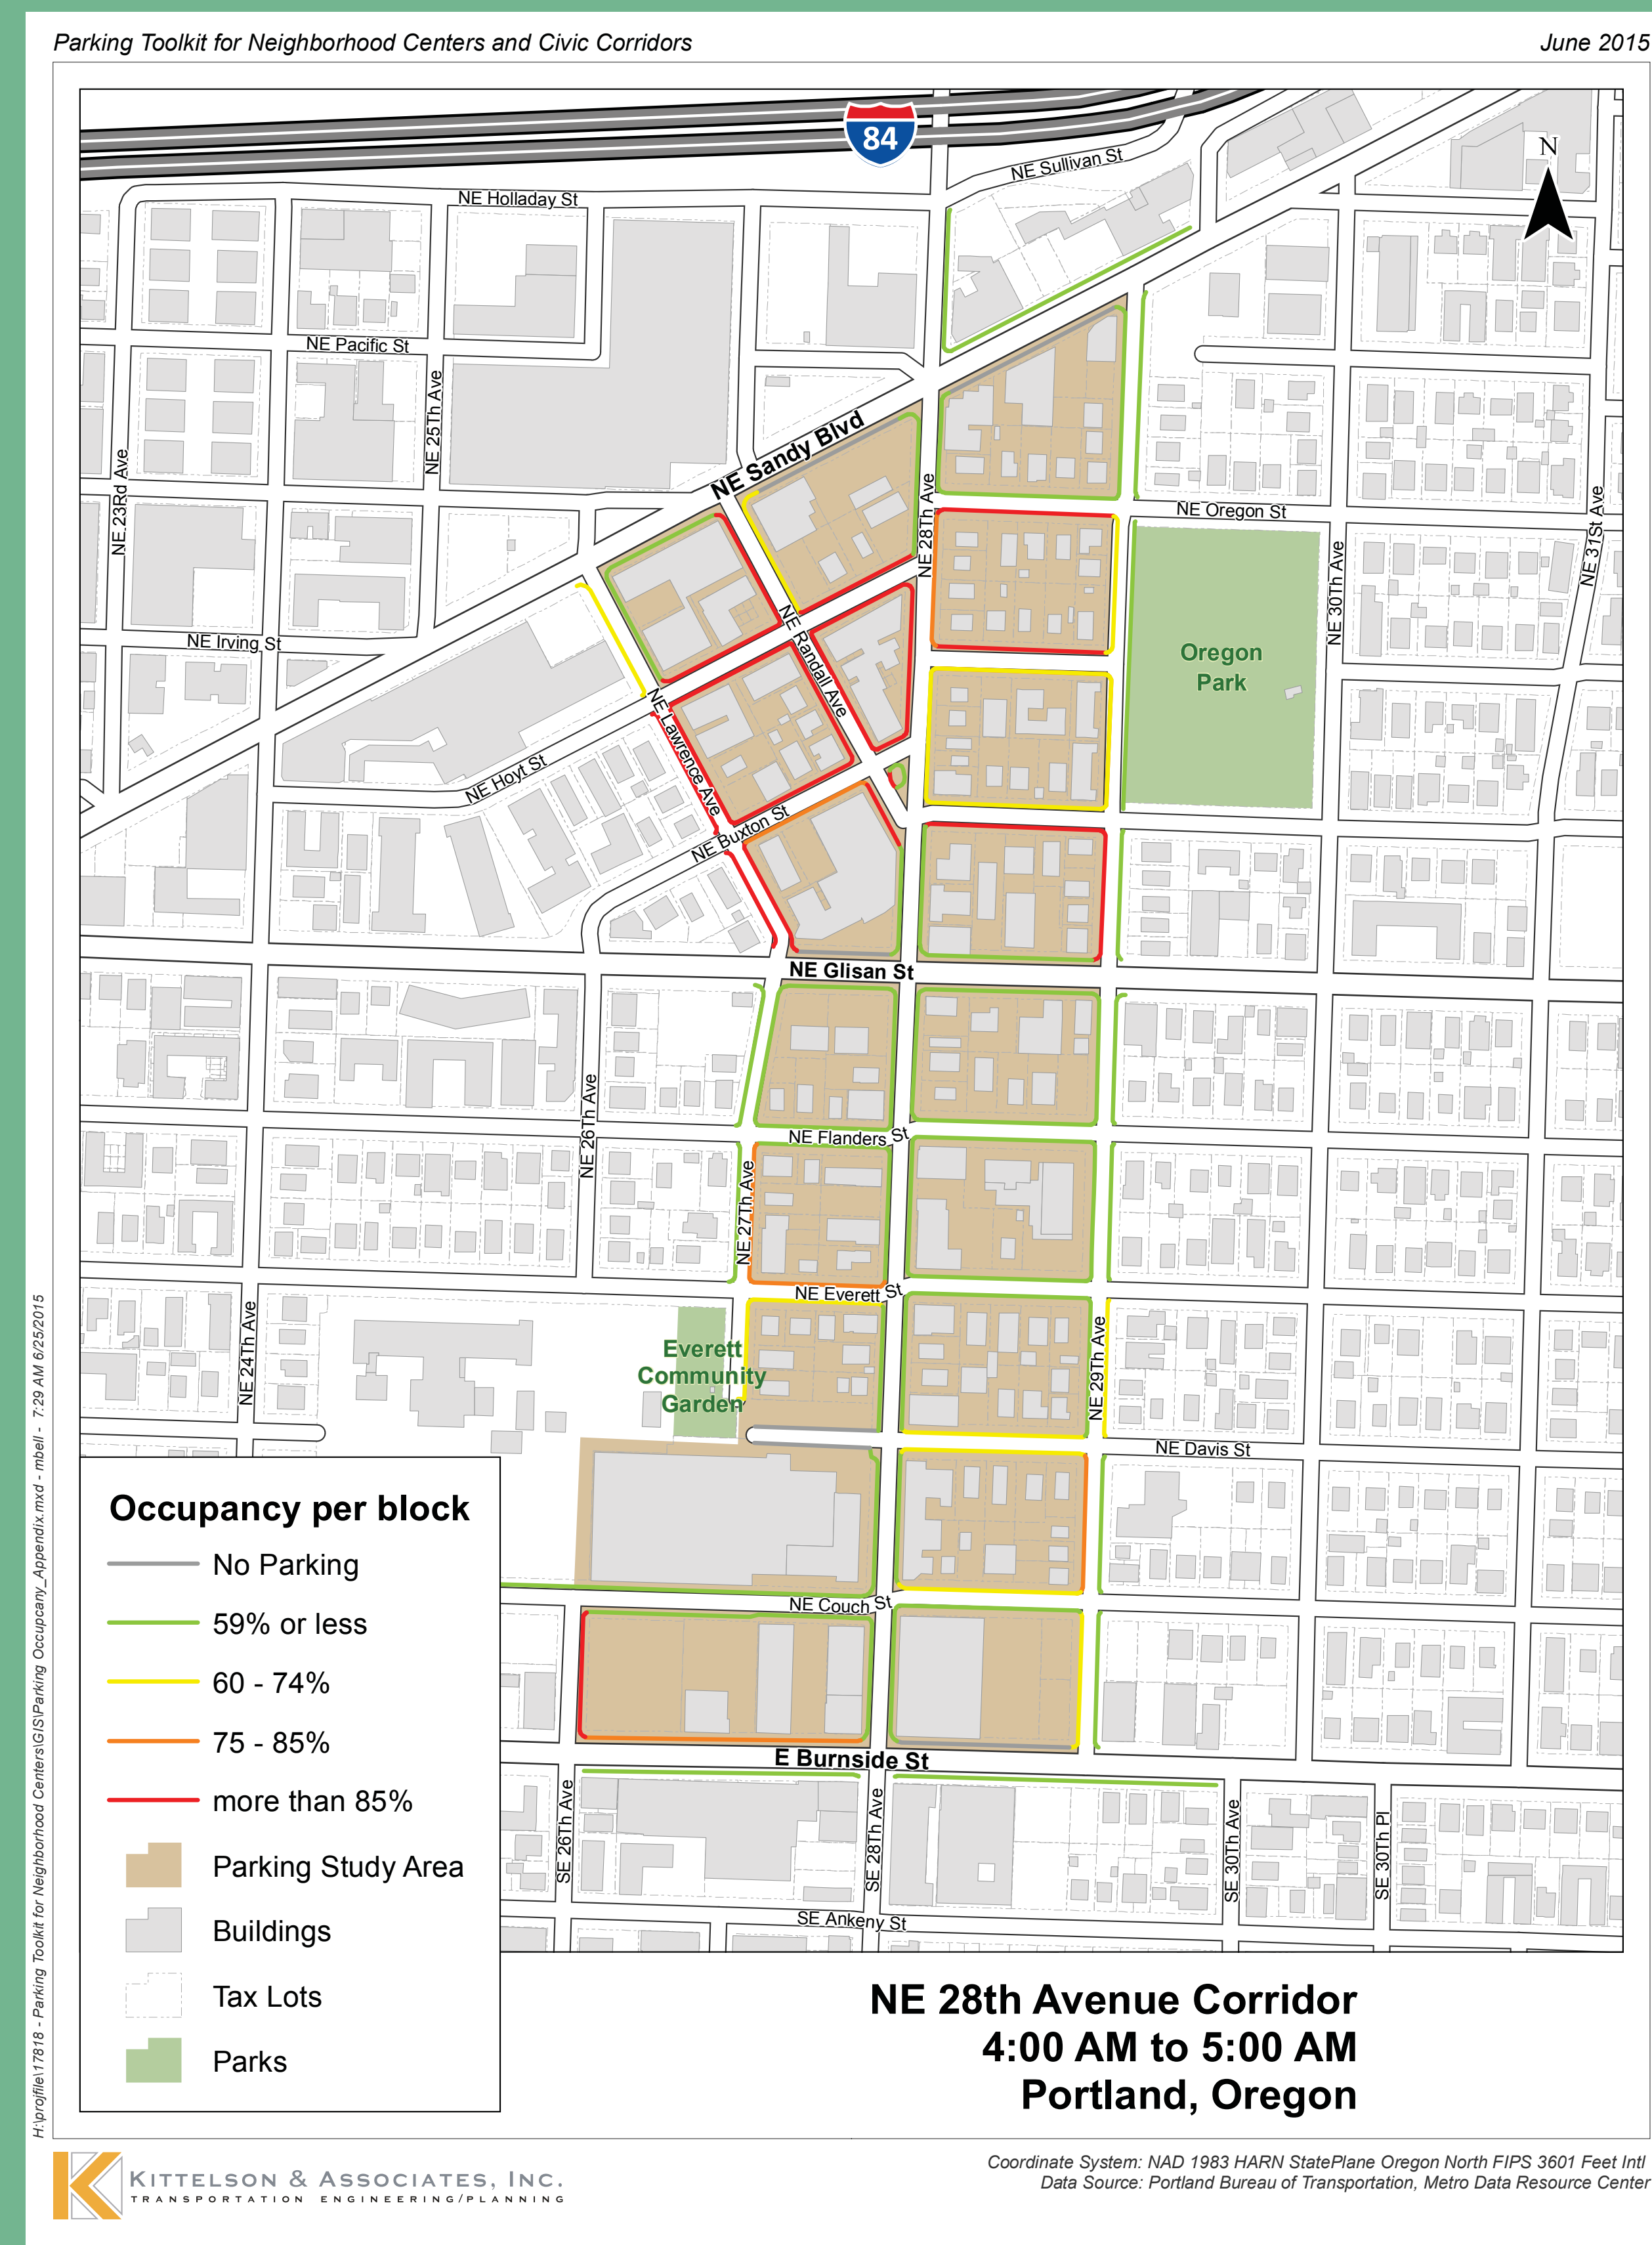 Parking Toolkit for Neighborhood Centers and Civic Corridors
June 2015
84
N
NE Sullivan St
NE Holladay St
NE Pacific St
NE 25Th Ave
NE Sandy Blvd
NE 23Rd Ave
NE 28Th Ave
NE Oregon St
NE 31St Ave
NE 30Th Ave
NE Irving St
NE Randall Ave
Oregon
Park
NE Lawrence Ave
NE Hoyt St
NE Buxton St
NE Glisan St
NE 26Th Ave
NE Flanders St
NE 27Th Ave
NE Everett St
NE 24Th Ave
Everett
Community
Garden
NE 29Th Ave
NE Davis St
NE Couch St
E Burnside St
SE 26Th Ave
SE 28Th Ave
SE 30Th Ave
SE 30Th Pl
SE Ankeny St
Occupancy per block
No Parking
59% or less
60 - 74%
75 - 85%
more than 85%
Parking Study Area
Buildings
Tax Lots
Parks
NE 28th Avenue Corridor
4:00 AM to 5:00 AM
Portland, Oregon
H:\projfile\17818 - Parking Toolkit for Neighborhood Centers\GIS\Parking Occupcany_Appendix.mxd - mbell - 7:29 AM 6/25/2015
KITTELSON & ASSOCIATES, INC.
TRANSPORTATION ENGINEERING/PLANNING
Coordinate System: NAD 1983 HARN StatePlane Oregon North FIPS 3601 Feet Intl
Data Source: Portland Bureau of Transportation, Metro Data Resource Center